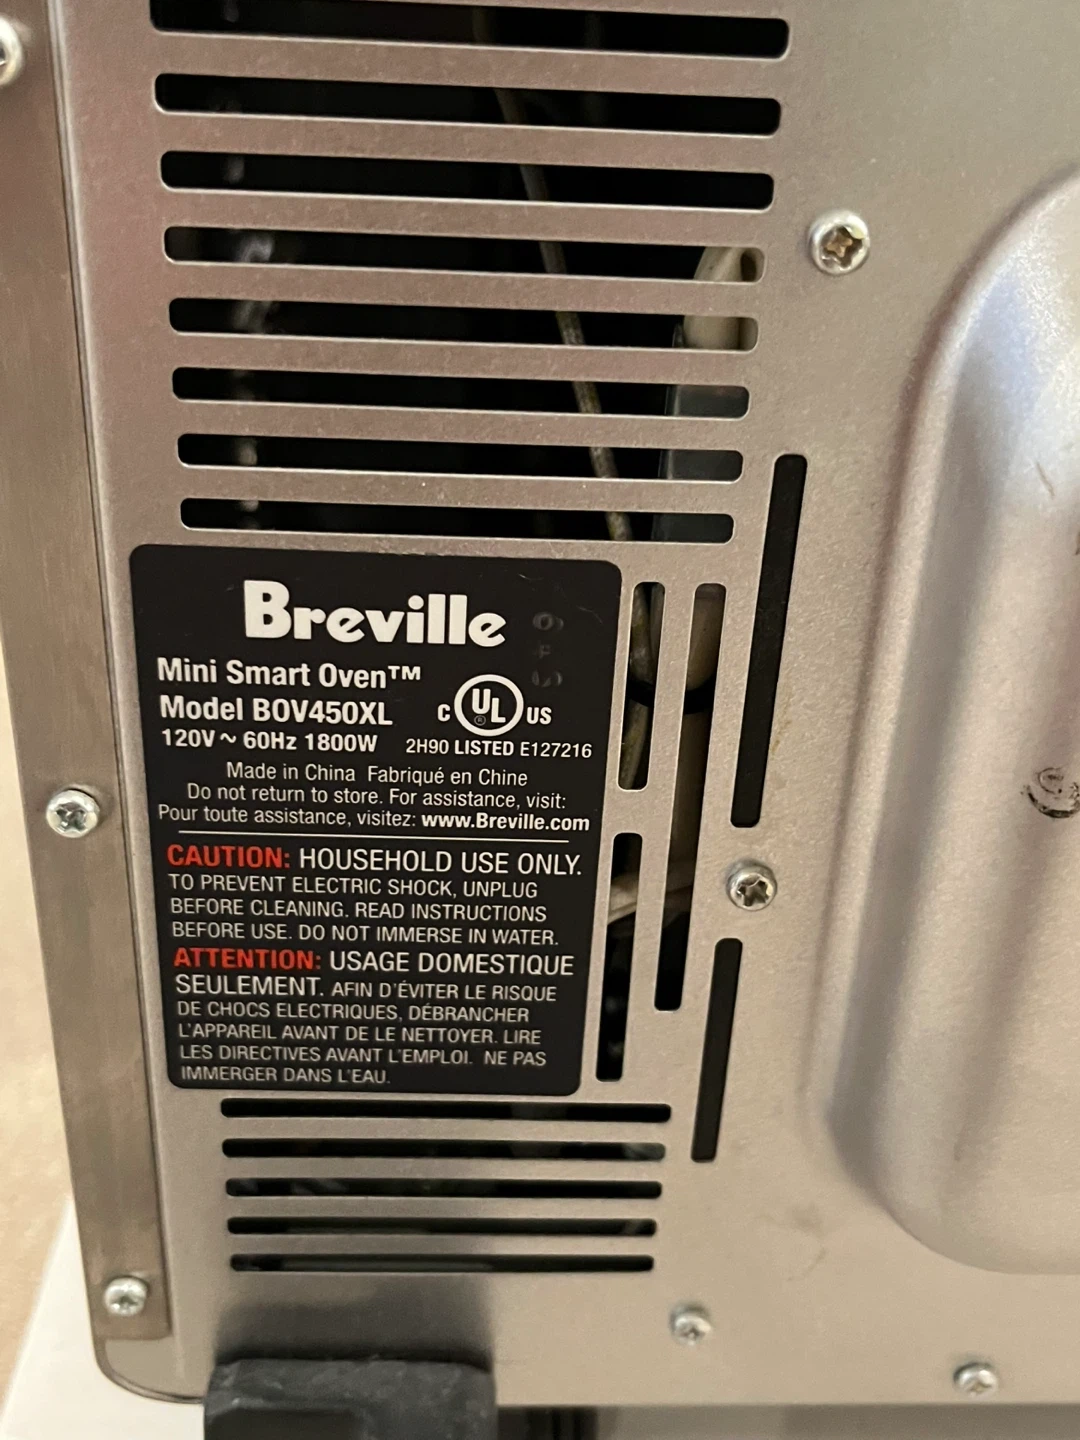 Breville
Mini Smart Oven™
Model BOV450XL
120V ~ 60Hz 1800W
C UL ® US
2H90 LISTED E127216
Made in China Fabriqué en Chine
Do not return to store. For assistance, visit:
Pour toute assistance, visitez: www.Breville.com
CAUTION: HOUSEHOLD USE ONLY.
TO PREVENT ELECTRIC SHOCK, UNPLUG
BEFORE CLEANING. READ INSTRUCTIONS
BEFORE USE. DO NOT IMMERSE IN WATER.
ATTENTION: USAGE DOMESTIQUE
SEULEMENT. AFIN D'ÉVITER LE RISQUE
DE CHOCS ELECTRIQUES, DÉBRANCHER
L'APPAREIL AVANT DE LE NETTOYER. LIRE
LES DIRECTIVES AVANT L'EMPLOI. NE PAS
IMMERGER DANS L'EAU.